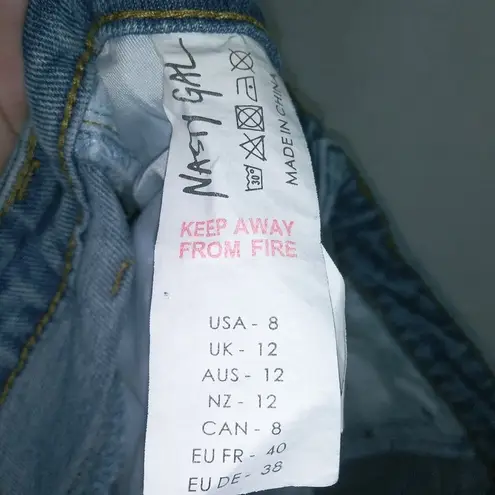 NASTY GAL
30°
MADE IN CHINA
KEEP AWAY
FROM FIRE
USA - 8
UK - 12
AUS - 12
NZ - 12
CAN - 8
EU FR - 40
EU DE - 38